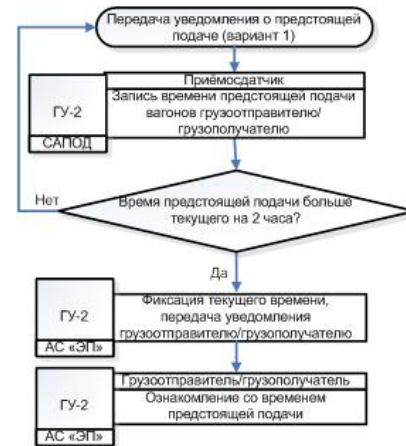 Передача уведомления о предстоящей
подаче (вариант 1)
Приёмосдатчик
ГУ-2
Запись времени предстоящей подачи
вагонов грузоотправителю/
грузополучателю
САПОД
Нет
Время предстоящей подачи больше
текущего на 2 часа?
Да
ГУ-2
Фиксация текущего времени,
передача уведомления
грузоотправителю/грузополучателю
АС «ЭП»
Грузоотправитель/грузополучатель
ГУ-2
Ознакомление со временем
предстоящей подачи
АС «ЭП»